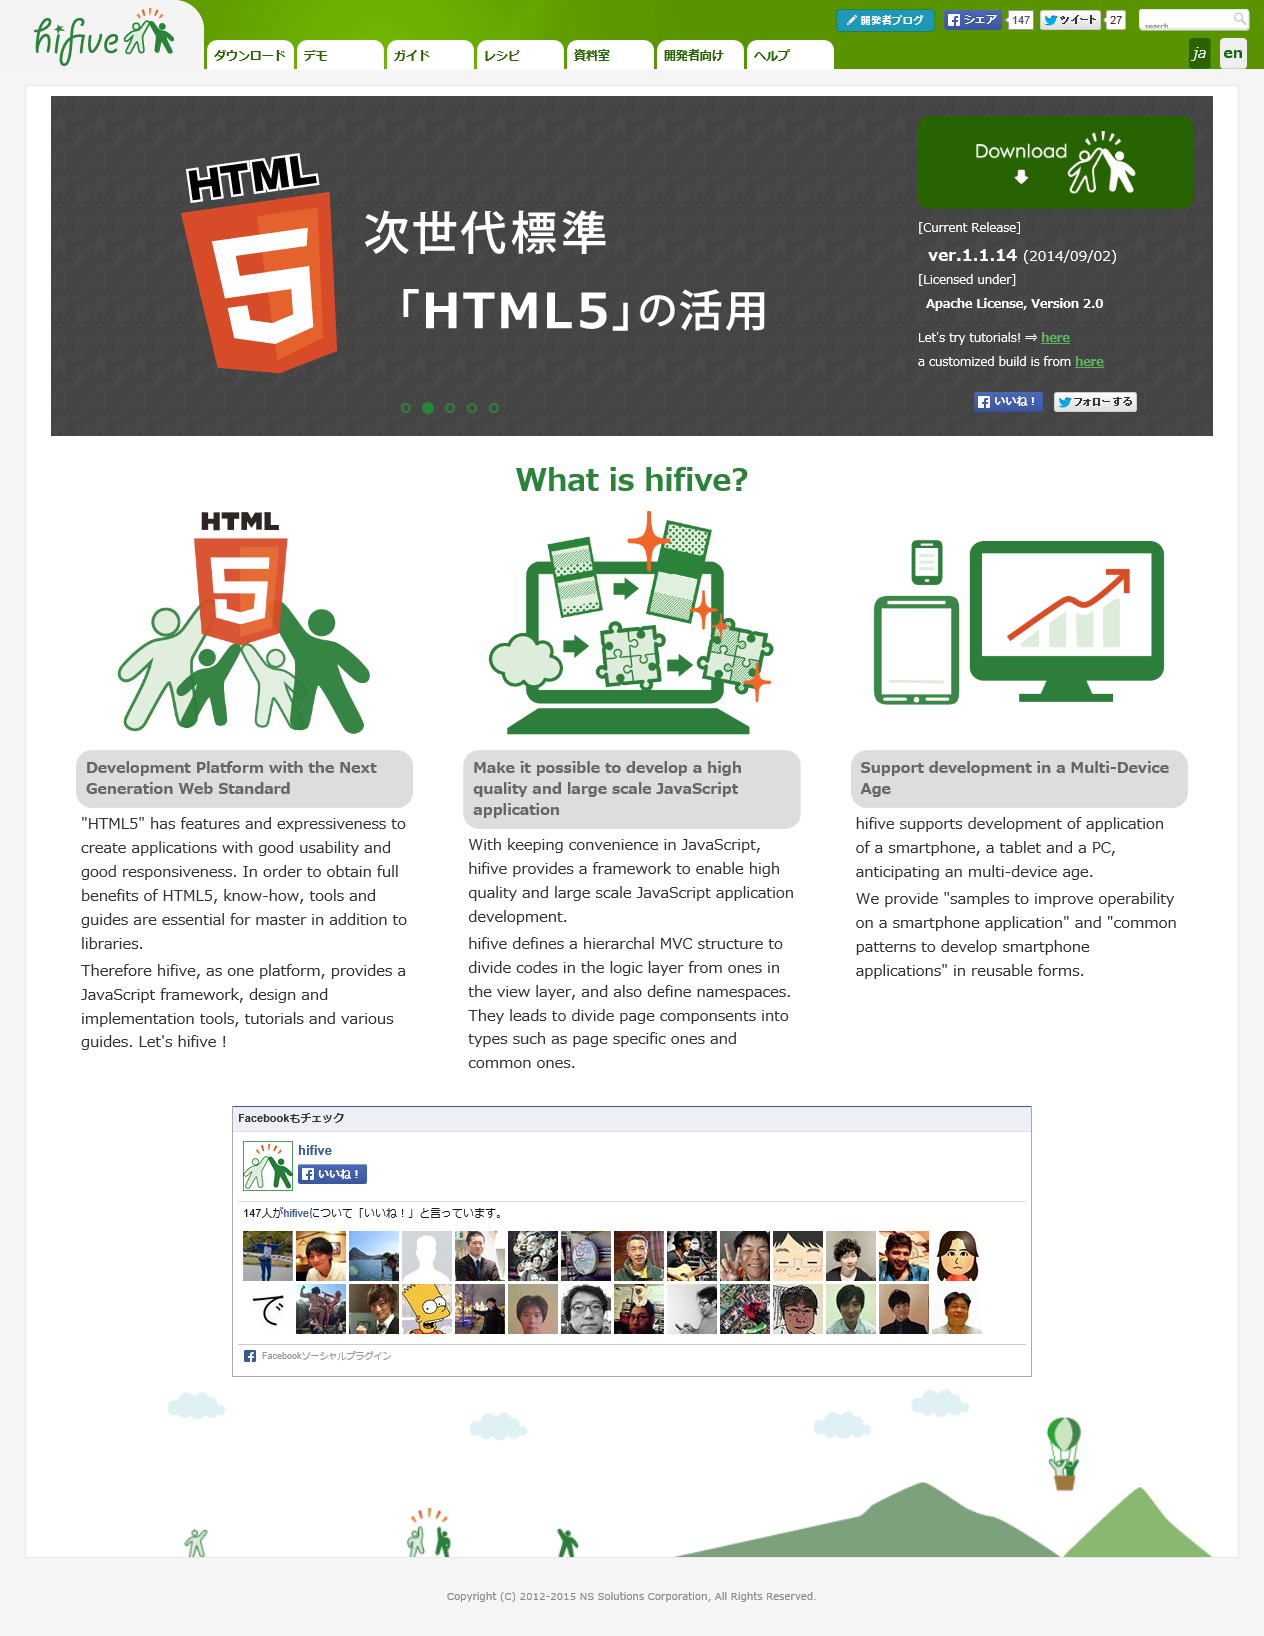 hifive
開発者ブログ
シェア
147
ツイート
27
search
ダウンロード
デモ
ガイド
レシピ
資料室
開発者向け
ヘルプ
ja
en
HTML
5
次世代標準
「HTML5」の活用
Download
[Current Release]
ver.1.1.14 (2014/09/02)
[Licensed under]
Apache License, Version 2.0
Let's try tutorials! ⇒ here
a customized build is from here
いいね！
フォローする
What is hifive?
HTML
5
Development Platform with the Next
Generation Web Standard
"HTML5" has features and expressiveness to
create applications with good usability and
good responsiveness. In order to obtain full
benefits of HTML5, know-how, tools and
guides are essential for master in addition to
libraries.
Therefore hifive, as one platform, provides a
JavaScript framework, design and
implementation tools, tutorials and various
guides. Let's hifive !
Make it possible to develop a high
quality and large scale JavaScript
application
With keeping convenience in JavaScript,
hifive provides a framework to enable high
quality and large scale JavaScript application
development.
hifive defines a hierarchal MVC structure to
divide codes in the logic layer from ones in
the view layer, and also define namespaces.
They leads to divide page componsents into
types such as page specific ones and
common ones.
Support development in a Multi-Device
Age
hifive supports development of application
of a smartphone, a tablet and a PC,
anticipating an multi-device age.
We provide "samples to improve operability
on a smartphone application" and "common
patterns to develop smartphone
applications" in reusable forms.
Facebookもチェック
hifive
いいね！
147人がhifiveについて「いいね！」と言っています。
で
Facebookソーシャルプラグイン
Copyright (C) 2012-2015 NS Solutions Corporation, All Rights Reserved.